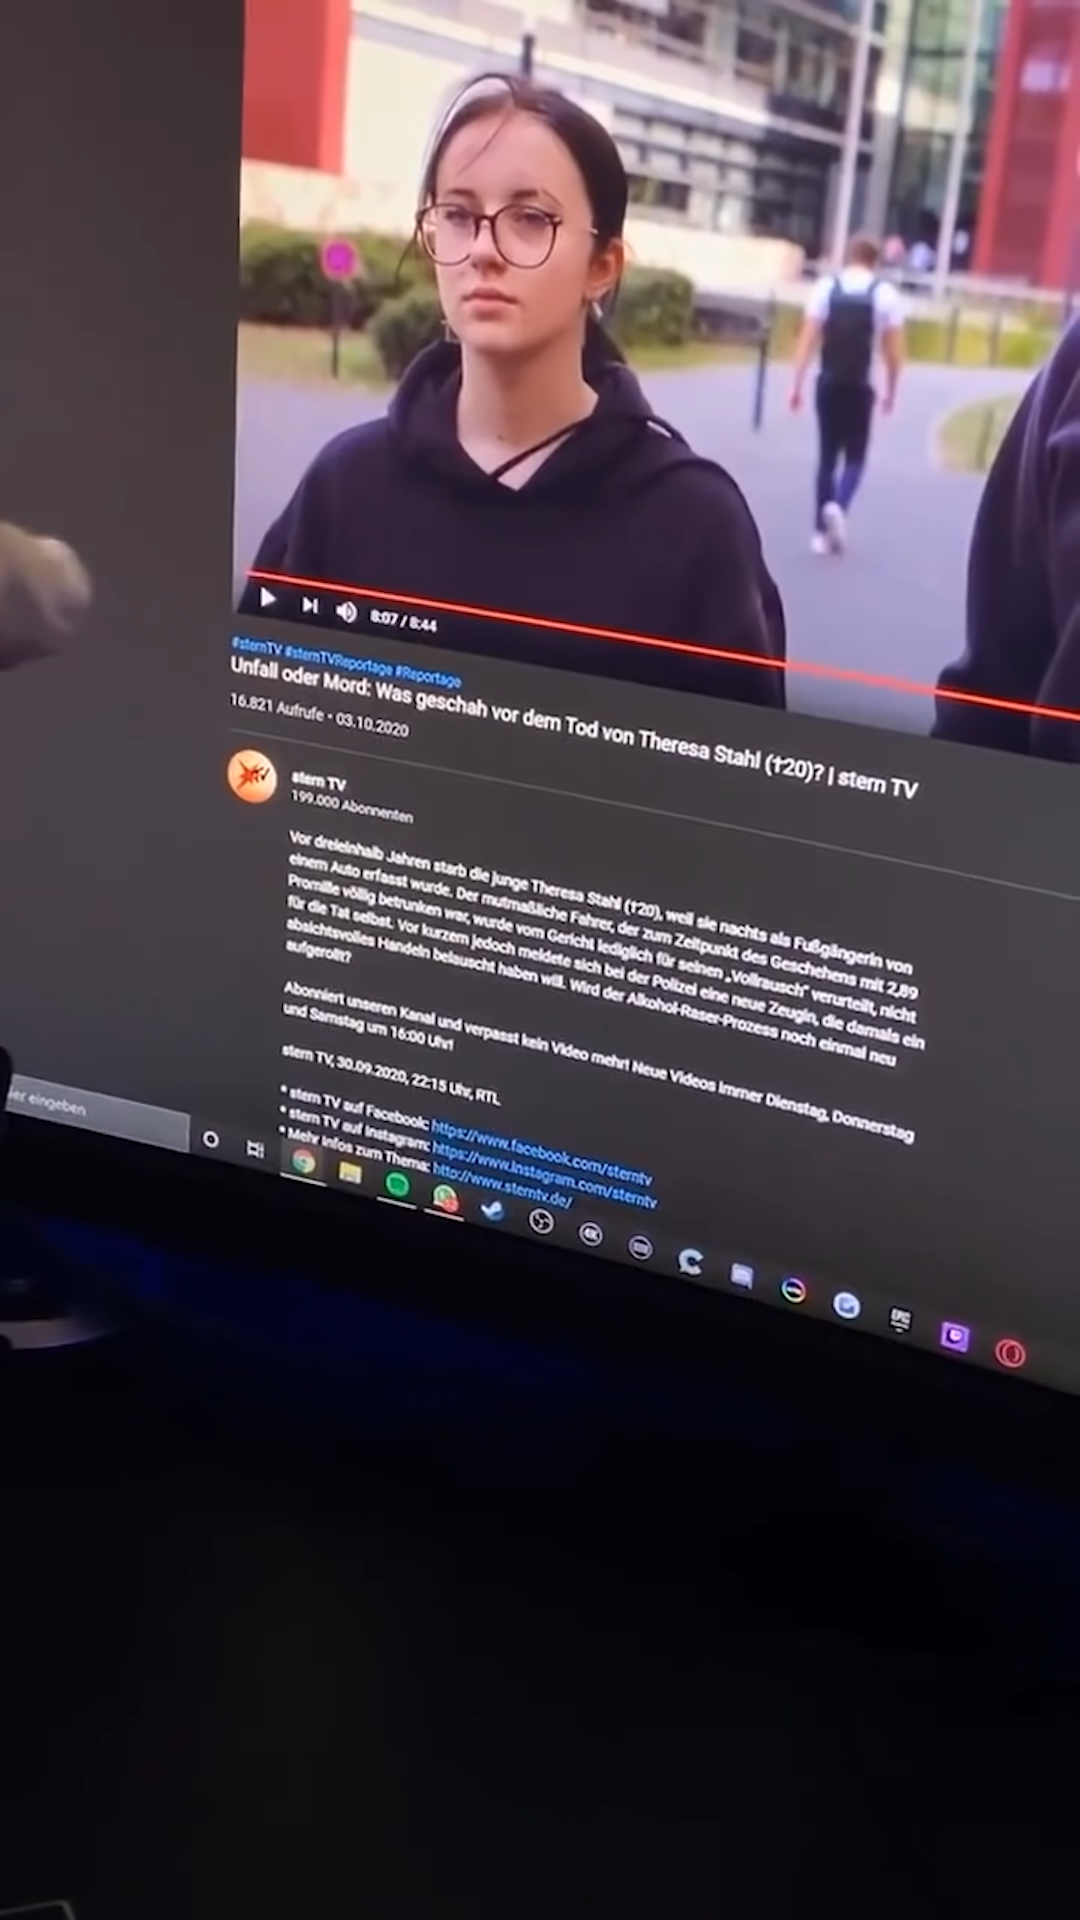 8:07 / 8:44
#sternTV #sternTVReportage #Reportage
Unfall oder Mord: Was geschah vor dem Tod von Theresa Stahl (†20)? | stern TV
16.821 Aufrufe • 03.10.2020
stern TV
199.000 Abonnenten
Vor dreieinhalb Jahren starb die junge Theresa Stahl (†20), weil sie nachts als Fußgängerin von
einem Auto erfasst wurde. Der mutmaßliche Fahrer, der zum Zeitpunkt des Geschehens mit 2,89
Promille völlig betrunken war, wurde vom Gericht lediglich für seinen „Vollrausch" verurteilt, nicht
für die Tat selbst. Vor kurzem jedoch meldete sich bei der Polizei eine neue Zeugin, die damals ein
absichtsvolles Handeln belauscht haben will. Wird der Alkohol-Raser-Prozess noch einmal neu
aufgerollt?
Abonniert unseren Kanal und verpasst kein Video mehr! Neue Videos immer Dienstag, Donnerstag
und Samstag um 16:00 Uhr!
stern TV, 30.09.2020, 22:15 Uhr, RTL
* stern TV auf Facebook: https://www.facebook.com/sterntv
* stern TV auf Instagram: https://www.instagram.com/sterntv
* Mehr Infos zum Thema: http://www.sterntv.de/
eingeben
4K
EPIC